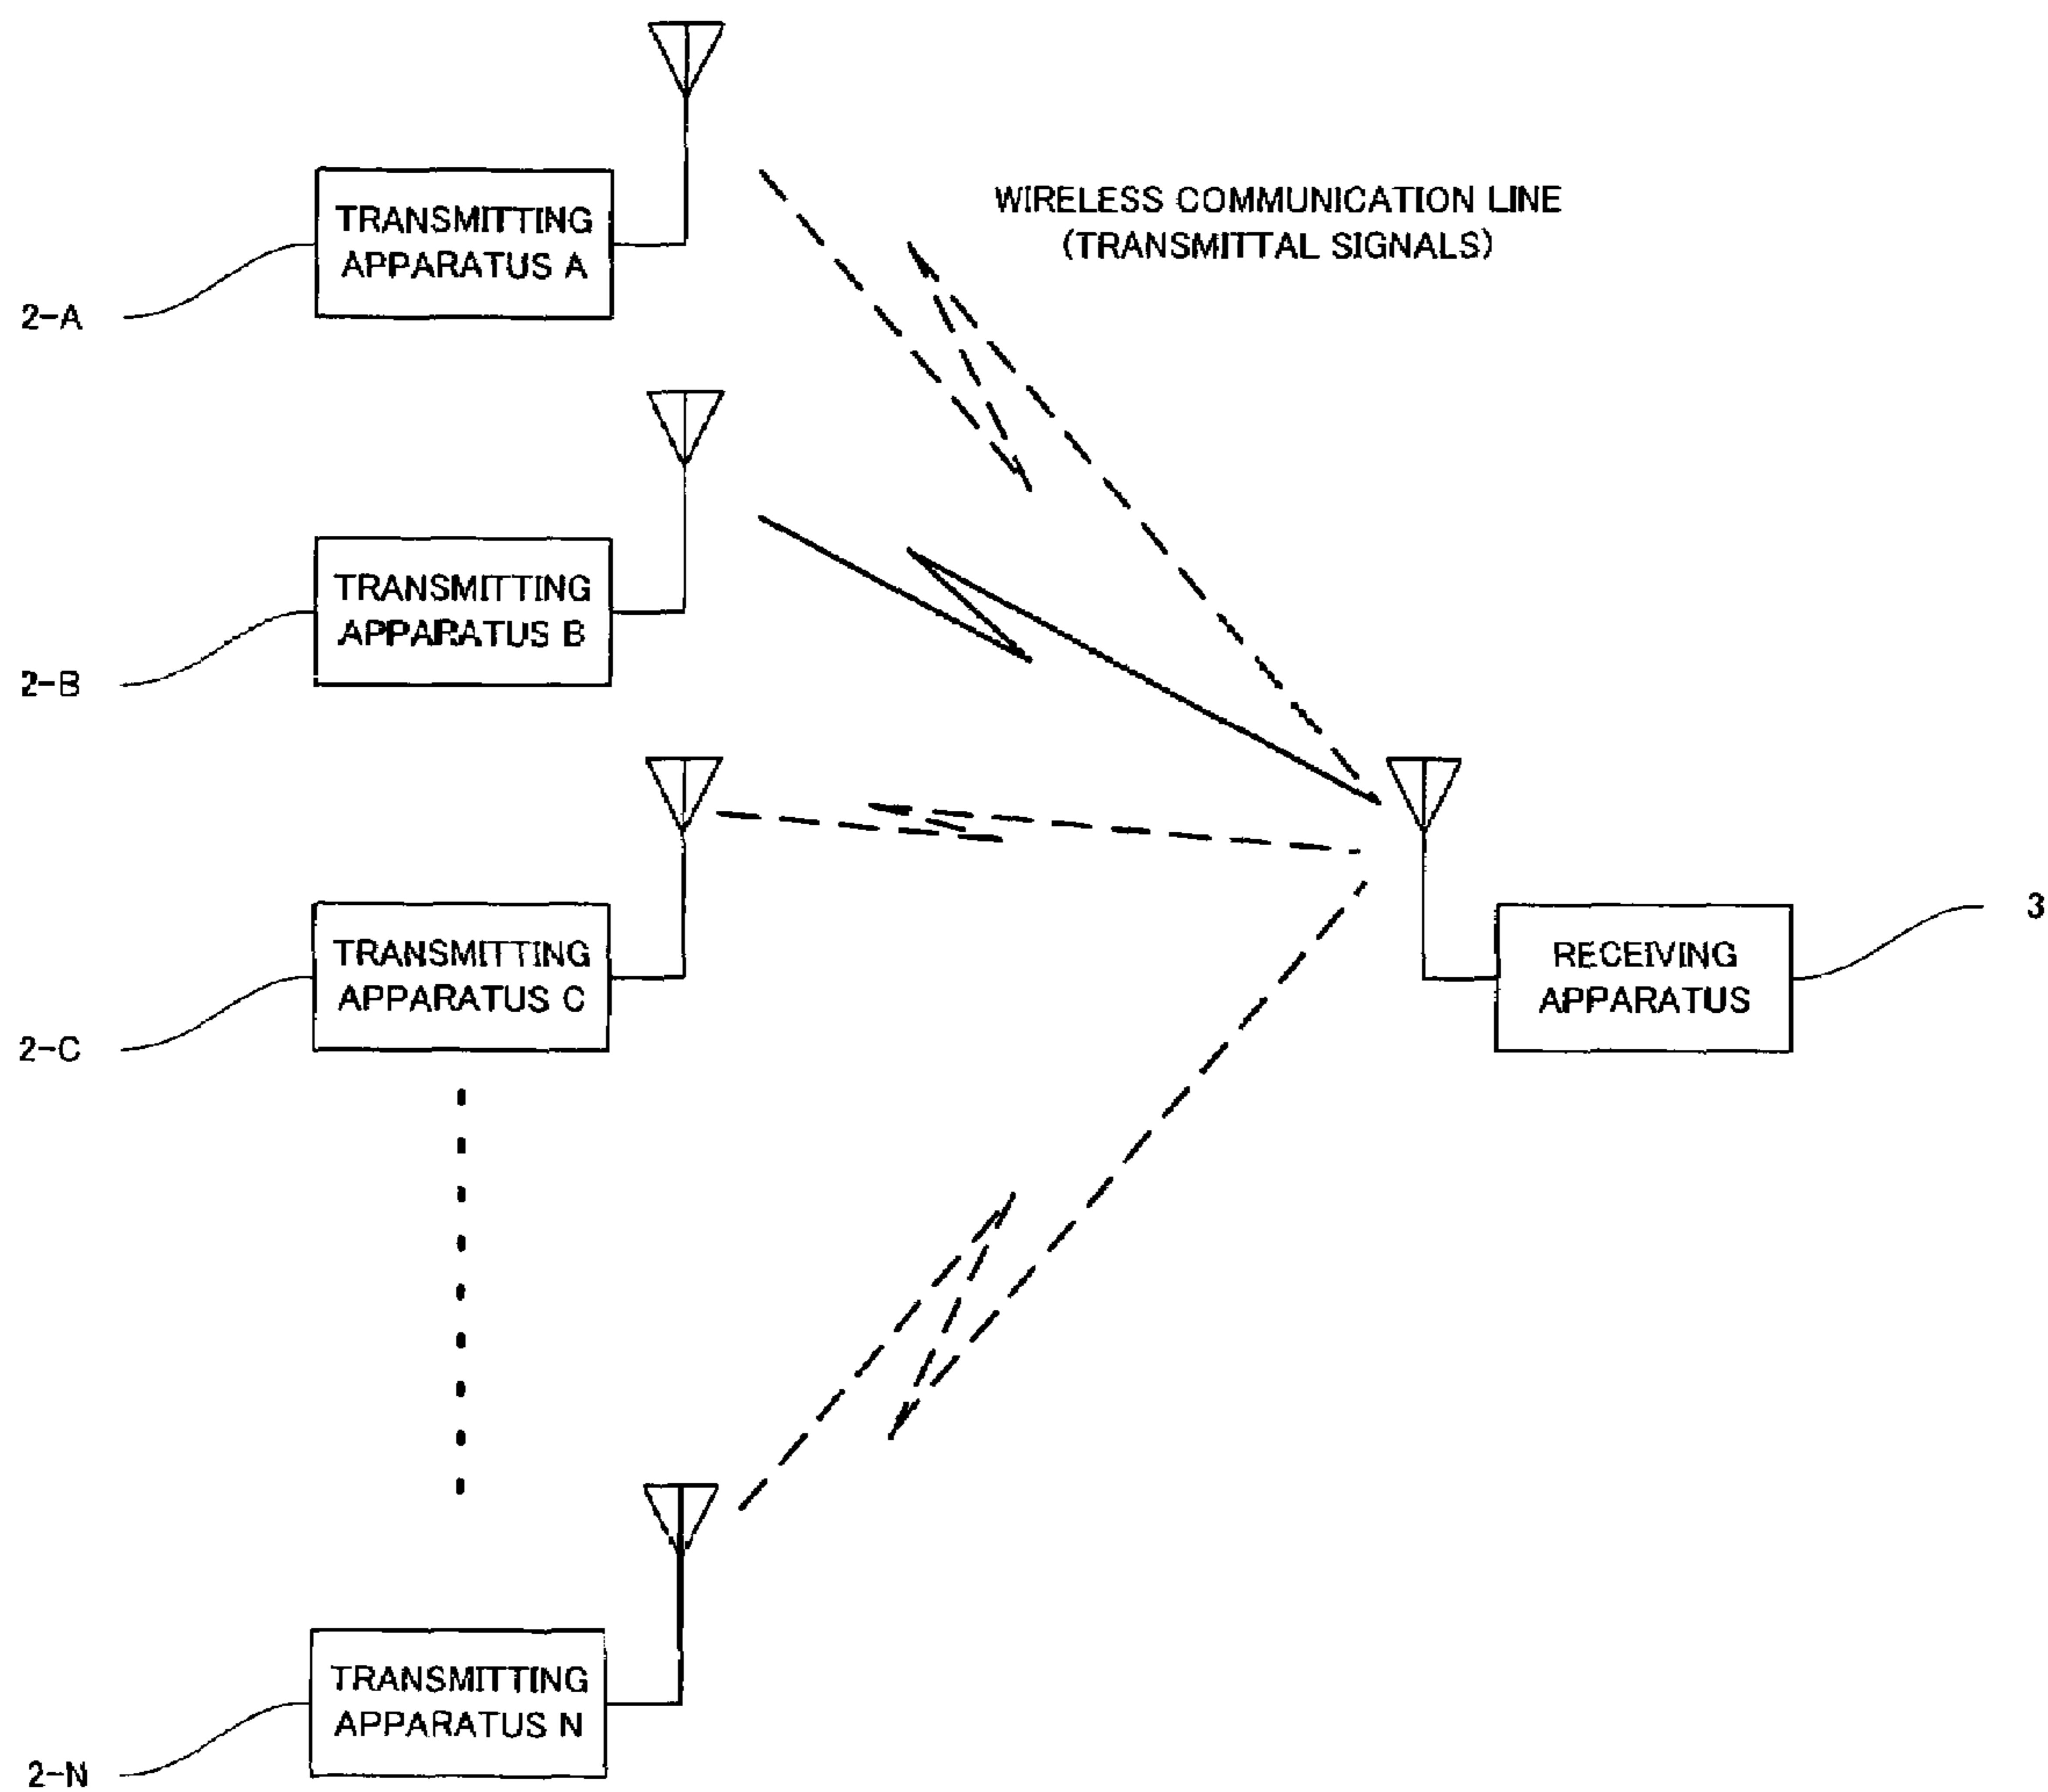 WIRELESS COMMUNICATION LINE
(TRANSMITTAL SIGNALS)
TRANSMITTING
APPARATUS A
2-A
TRANSMITTING
APPARATUS B
2-B
TRANSMITTING
APPARATUS C
2-C
RECEIVING
APPARATUS
3
TRANSMITTING
APPARATUS N
2-N